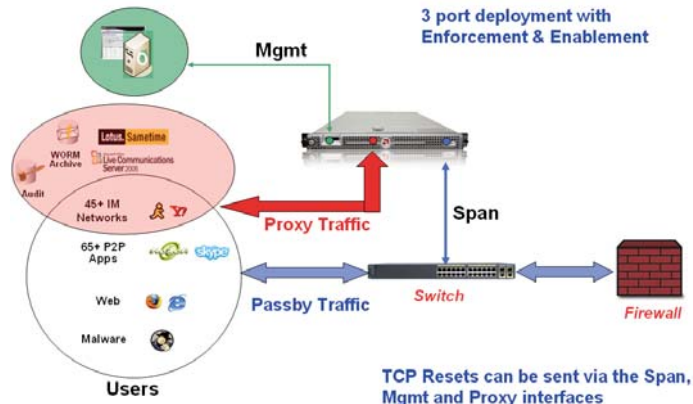 3 port deployment with
Enforcement & Enablement
Mgmt
Lotus. Sametime
WORM
Archive
Live Communications
Server 2005
Audit
45+ IM
Networks
Y!
Proxy Traffic
Span
65+ P2P
Apps
skype
Web
Passby Traffic
Switch
Firewall
Malware
Users
TCP Resets can be sent via the Span,
Mgmt and Proxy interfaces